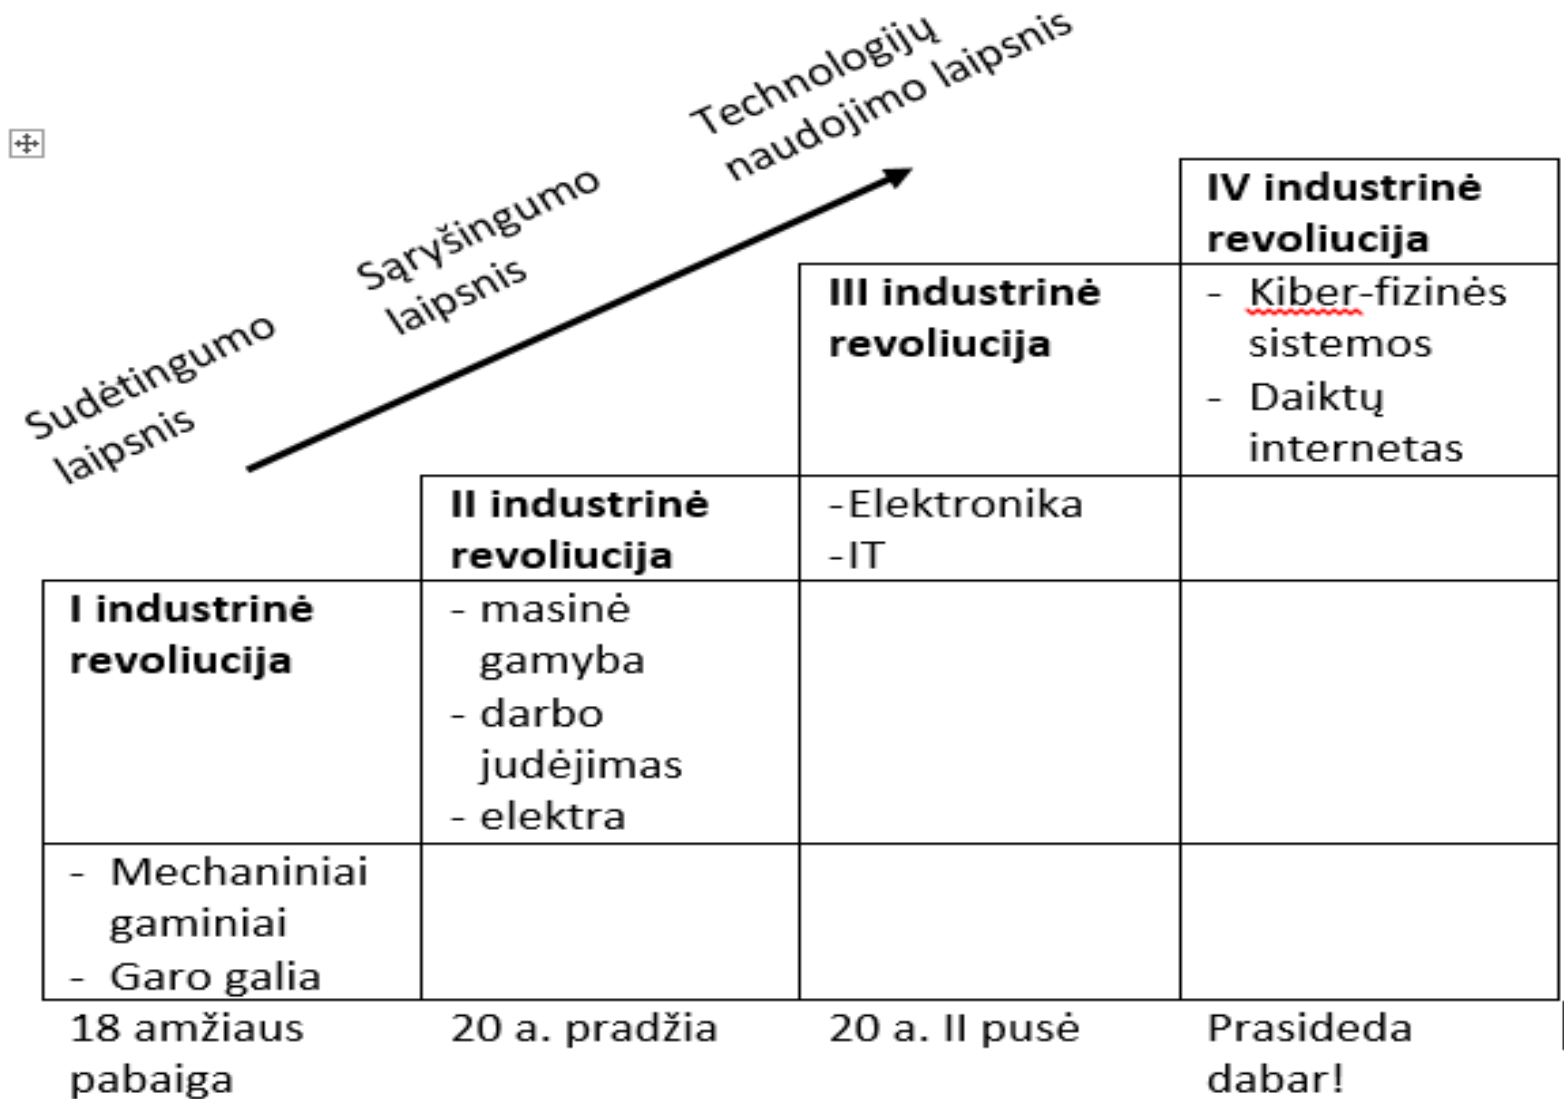 Technologijų
naudojimo laipsnis
Sąryšingumo
laipsnis
Sudėtingumo
laipsnis
IV industrinė
revoliucija
- Kiber-fizinės
sistemos
- Daiktų
internetas
III industrinė
revoliucija
-Elektronika
-IT
II industrinė
revoliucija
- masinė
gamyba
- darbo
judėjimas
- elektra
I industrinė
revoliucija
- Mechaniniai
gaminiai
- Garo galia
18 amžiaus
pabaiga
20 a. pradžia
20 a. II pusė
Prasideda
dabar!